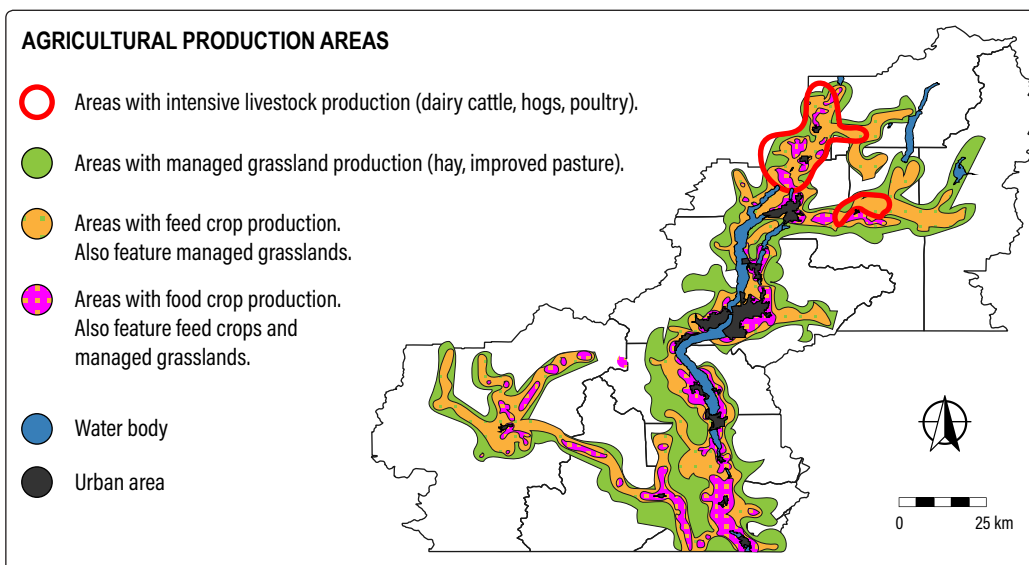 AGRICULTURAL PRODUCTION AREAS
Areas with intensive livestock production (dairy cattle, hogs, poultry).
Areas with managed grassland production (hay, improved pasture).
Areas with feed crop production.
Also feature managed grasslands.
Areas with food crop production.
Also feature feed crops and
managed grasslands.
Water body
Urban area
0 25 km